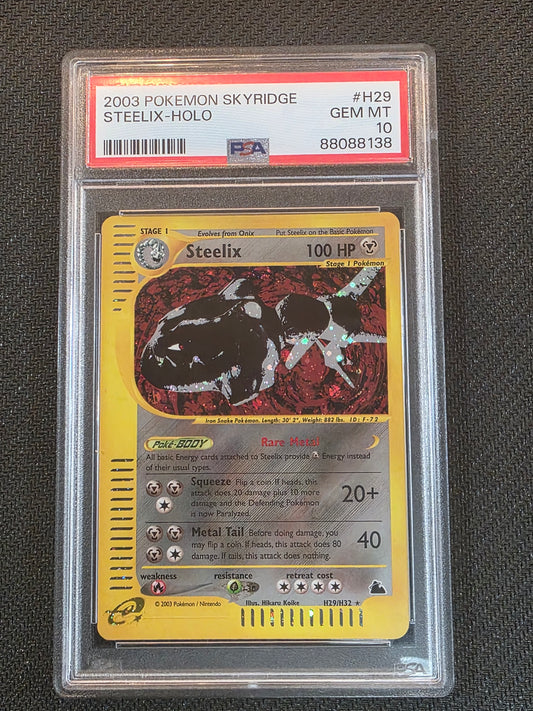 2003 POKEMON SKYRIDGE #H29
STEELIX-HOLO GEM MT
10
PSA 88088138
STAGE 1 Evolves from Onix Put Steelix on the Basic Pokémon
Steelix 100 HP
Stage 1 Pokémon
Iron Snake Pokémon. Length: 30' 2", Weight: 882 lbs. ID: F-72
Poké-BODY Rare Metal
All basic Energy cards attached to Steelix provide Energy instead
of their usual types.
Squeeze Flip a coin. If heads, this
attack does 20 damage plus 10 more
damage and the Defending Pokémon
is now Paralyzed.
20+
Metal Tail Before doing damage, you
may flip a coin. If heads, this attack does 80
damage. If tails, this attack does nothing.
40
weakness resistance retreat cost
-30
© 2003 Pokémon / Nintendo Illus. Hikaru Koike H29/H32 ★
e